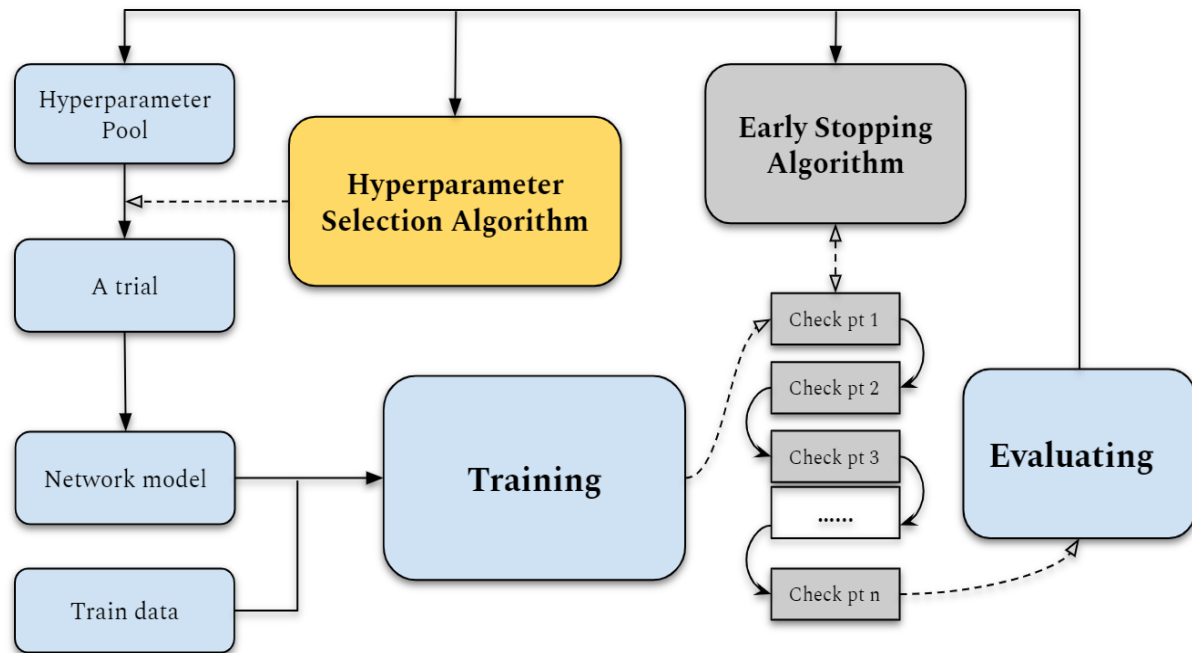 Hyperparameter
Pool
Hyperparameter
Selection Algorithm
Early Stopping
Algorithm
A trial
Check pt 1
Check pt 2
Check pt 3
......
Check pt n
Network model
Training
Evaluating
Train data